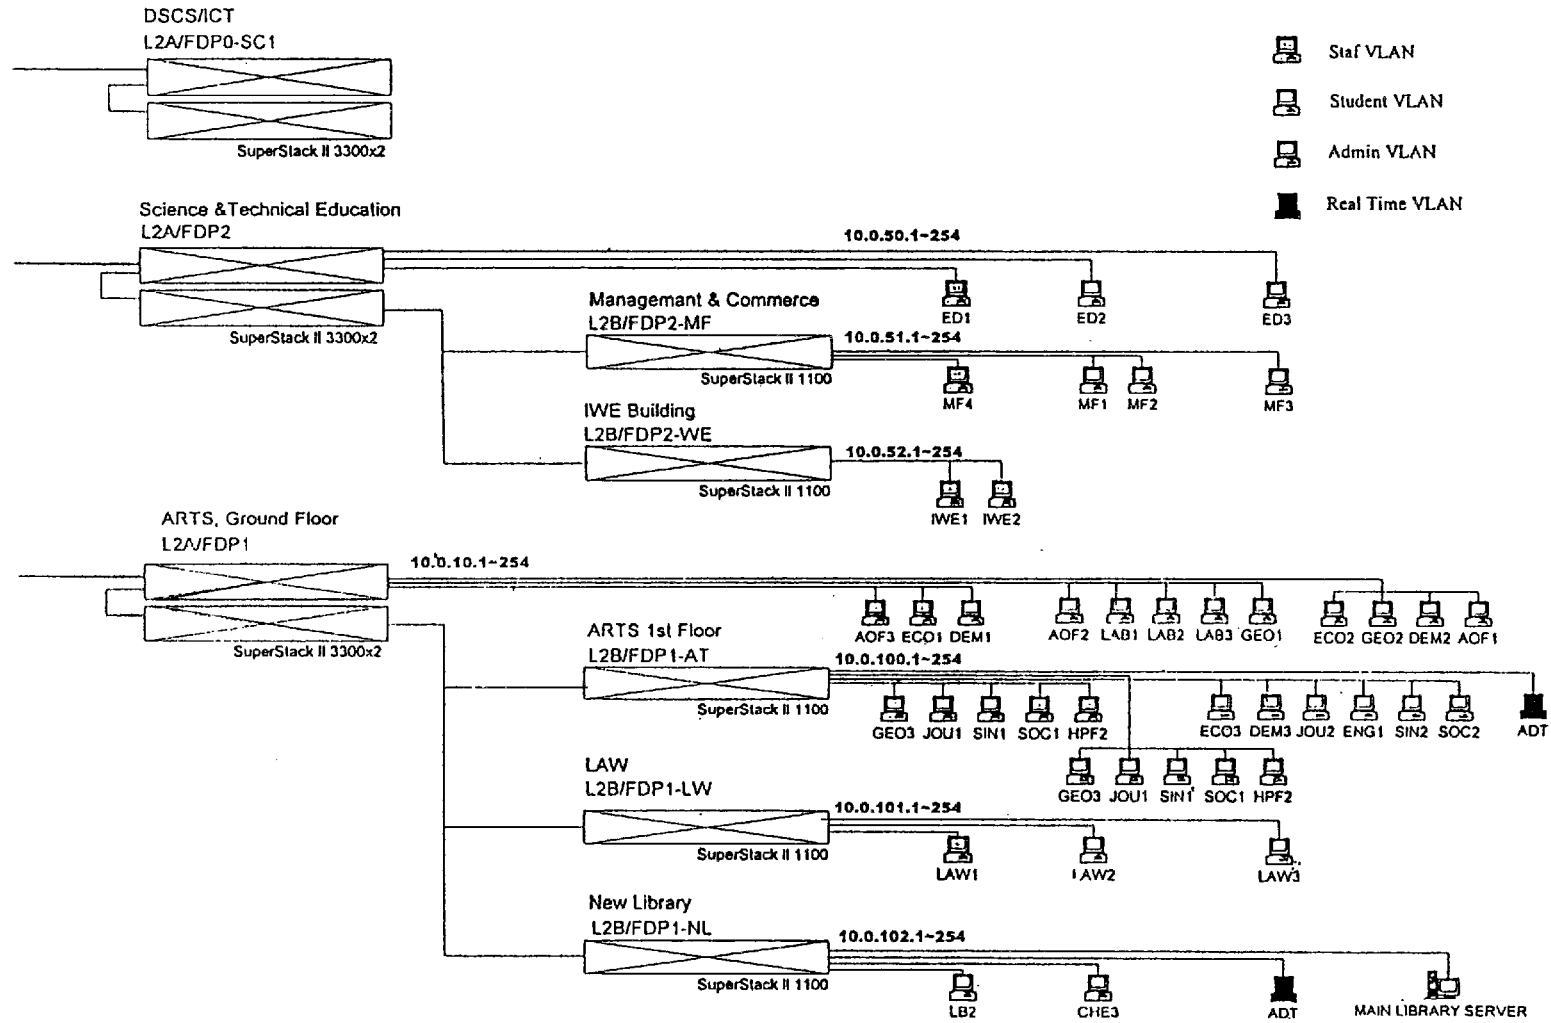 DSCS/ICT
L2A/FDP0-SC1
SuperStack II 3300x2
Staf VLAN
Student VLAN
Admin VLAN
Real Time VLAN
Science &Technical Education
L2A/FDP2
SuperStack II 3300x2
10.0.50.1~254
ED1 ED2 ED3
Managemant & Commerce
L2B/FDP2-MF
SuperStack II 1100
10.0.51.1~254
MF4 MF1 MF2 MF3
IWE Building
L2B/FDP2-WE
SuperStack II 1100
10.0.52.1~254
IWE1 IWE2
ARTS, Ground Floor
L2A/FDP1
SuperStack II 3300x2
10.0.10.1~254
AOF3 ECO1 DEM1 AOF2 LAB1 LAB2 LAB3 GEO1 ECO2 GEO2 DEM2 AOF1
ARTS 1st Floor
L2B/FDP1-AT
SuperStack II 1100
10.0.100.1~254
GEO3 JOU1 SIN1 SOC1 HPF2 ECO3 DEM3 JOU2 ENG1 SIN2 SOC2 ADT
GEO3 JOU1 SIN1 SOC1 HPF2
LAW
L2B/FDP1-LW
SuperStack II 1100
10.0.101.1~254
LAW1 LAW2 LAW3
New Library
L2B/FDP1-NL
SuperStack II 1100
10.0.102.1~254
LB2 CHE3 ADT MAIN LIBRARY SERVER